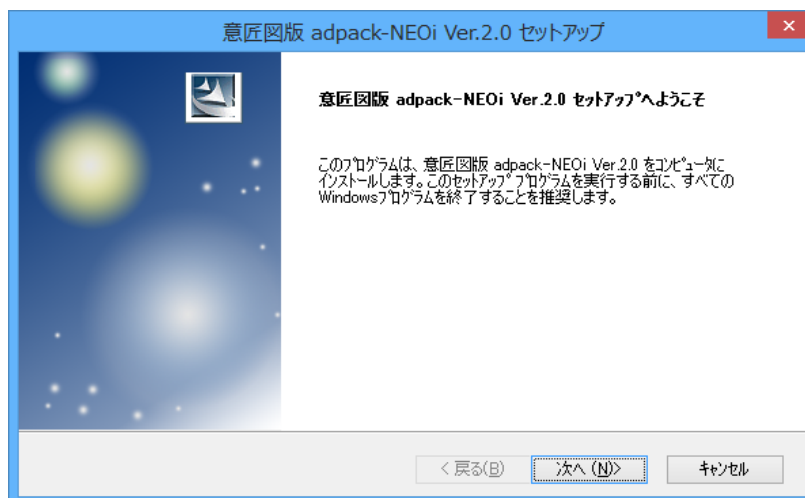 意匠図版 adpack-NEOi Ver.2.0 セットアップ
意匠図版 adpack-NEOi Ver.2.0 ｾｯﾄｱｯﾌﾟへようこそ
このﾌﾟﾛｸﾞﾗﾑは、意匠図版 adpack-NEOi Ver.2.0 をｺﾝﾋﾟｭｰﾀに
ｲﾝｽﾄｰﾙします。このｾｯﾄｱｯﾌﾟ ﾌﾟﾛｸﾞﾗﾑを実行する前に、すべての
Windowsﾌﾟﾛｸﾞﾗﾑを終了することを推奨します。
< 戻る(B) 次へ (N)> ｷｬﾝｾﾙ